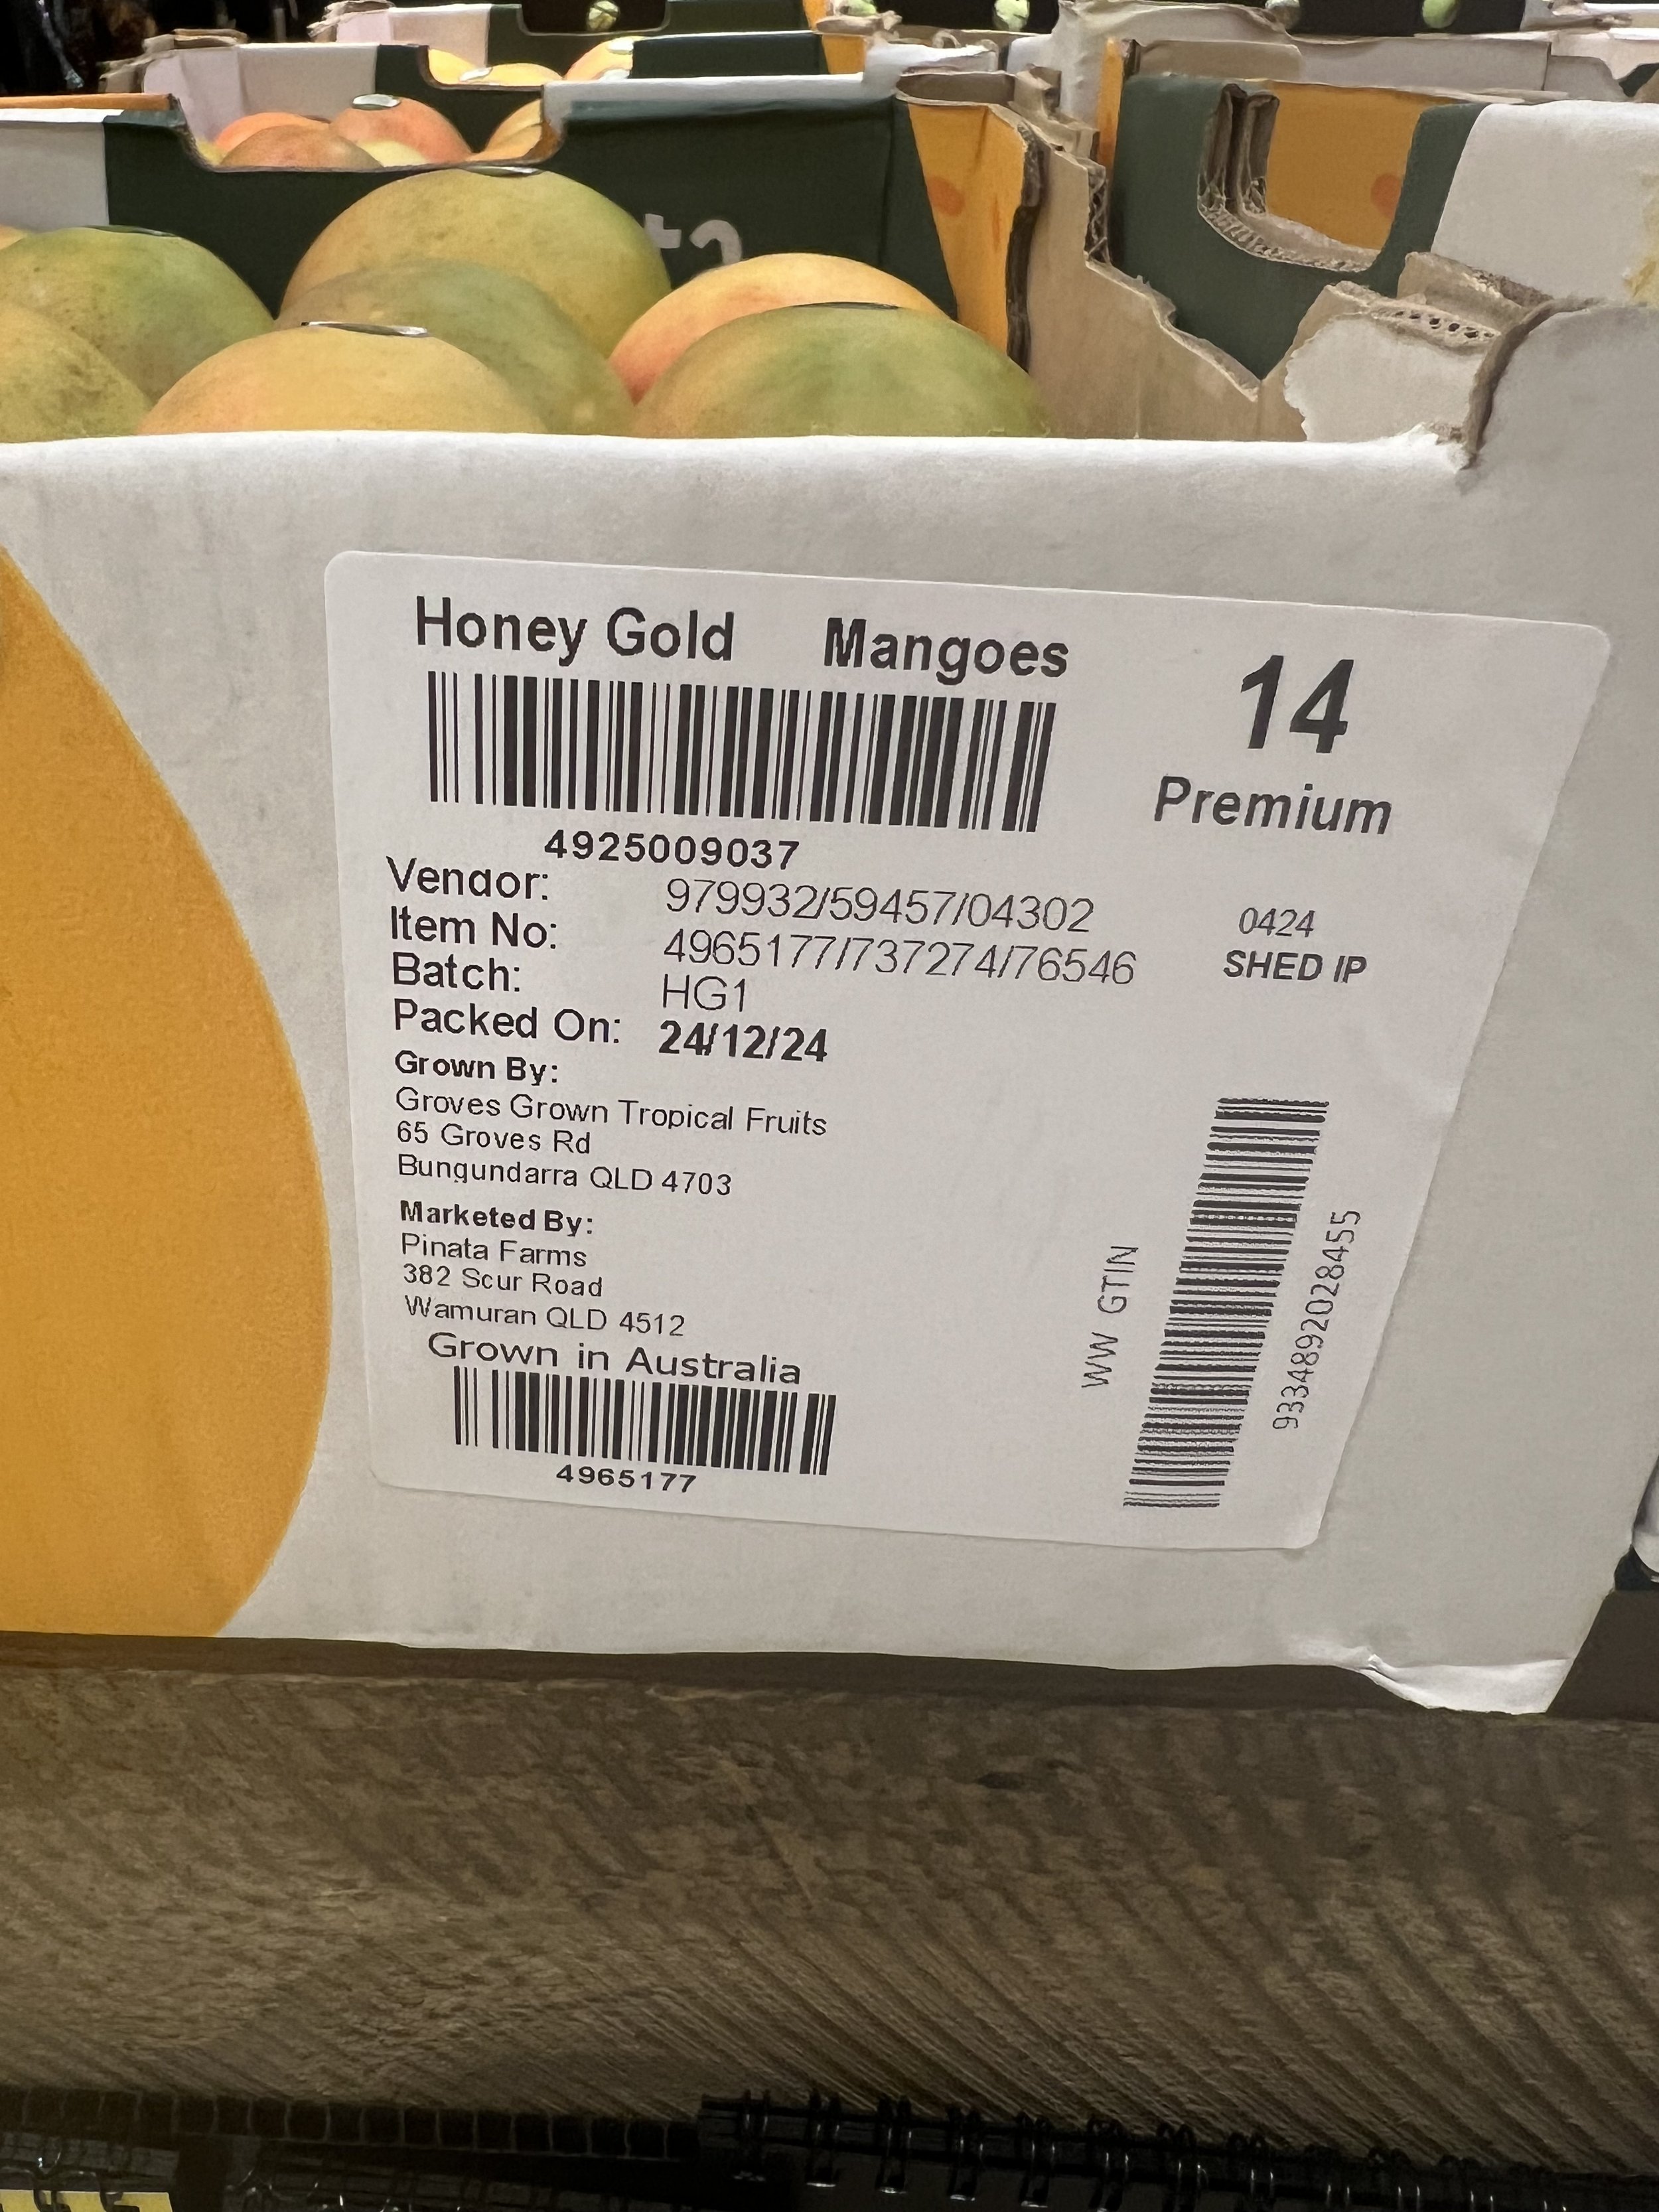 Honey Gold Mangoes
14
Premium
4925009037
Vendor: 979932/59457/04302
0424
Item No: 4965177/737274/76546
SHED IP
Batch: HG1
Packed On: 24/12/24
Grown By:
Groves Grown Tropical Fruits
65 Groves Rd
Bungundarra QLD 4703
Marketed By:
Pinata Farms
382 Scur Road
Wamuran QLD 4512
Grown in Australia
4965177
WW GTIN
9334892028455